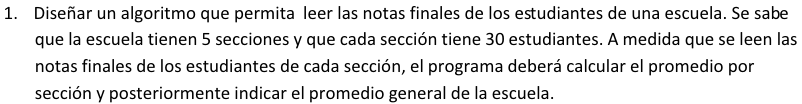 1. Diseñar un algoritmo que permita leer las notas finales de los estudiantes de una escuela. Se sabe
que la escuela tienen 5 secciones y que cada sección tiene 30 estudiantes. A medida que se leen las
notas finales de los estudiantes de cada sección, el programa deberá calcular el promedio por
sección y posteriormente indicar el promedio general de la escuela.